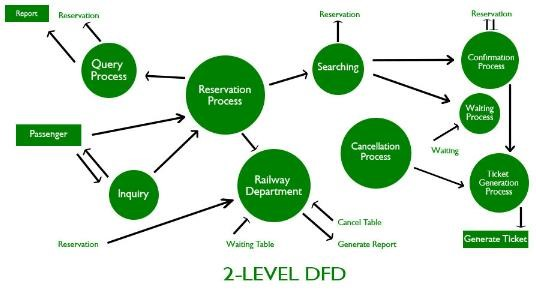 Report
Reservation
Reservation
Reservation
Query
Process
Searching
Confirmation
Process
Reservation
Process
Waiting
Process
Passenger
Cancellation
Process
Waiting
Inquiry
Railway
Department
Ticket
Generation
Process
Cancel Table
Reservation
Waiting Table
Generate Report
Generate TIcket
2-LEVEL DFD